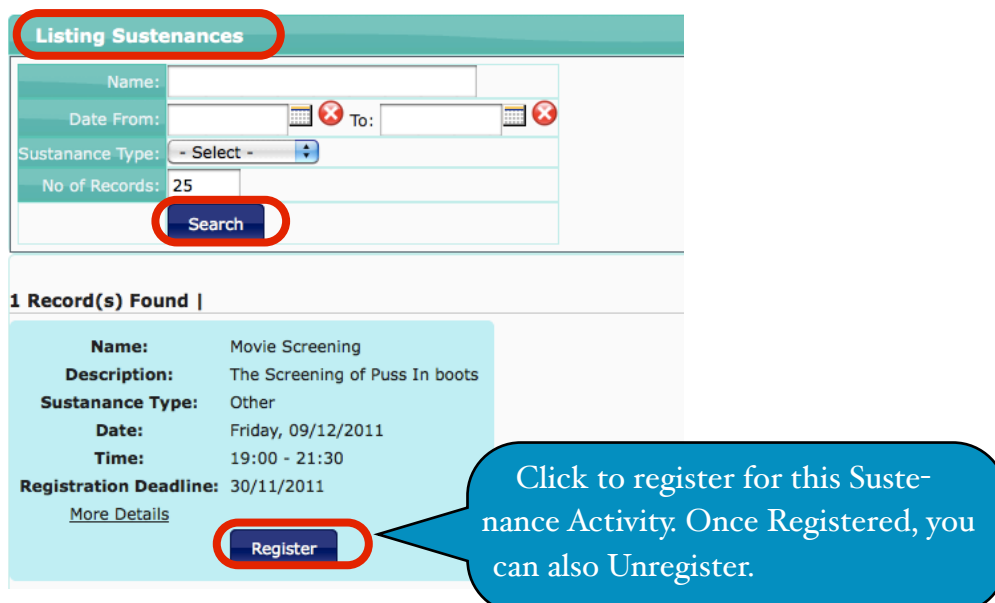 Listing Sustenances
Name:
Date From: To:
Sustanance Type: - Select -
No of Records: 25
Search
1 Record(s) Found |
Name: Movie Screening
Description: The Screening of Puss In boots
Sustanance Type: Other
Date: Friday, 09/12/2011
Time: 19:00 - 21:30
Registration Deadline: 30/11/2011
More Details
Register
Click to register for this Suste-
nance Activity. Once Registered, you
can also Unregister.